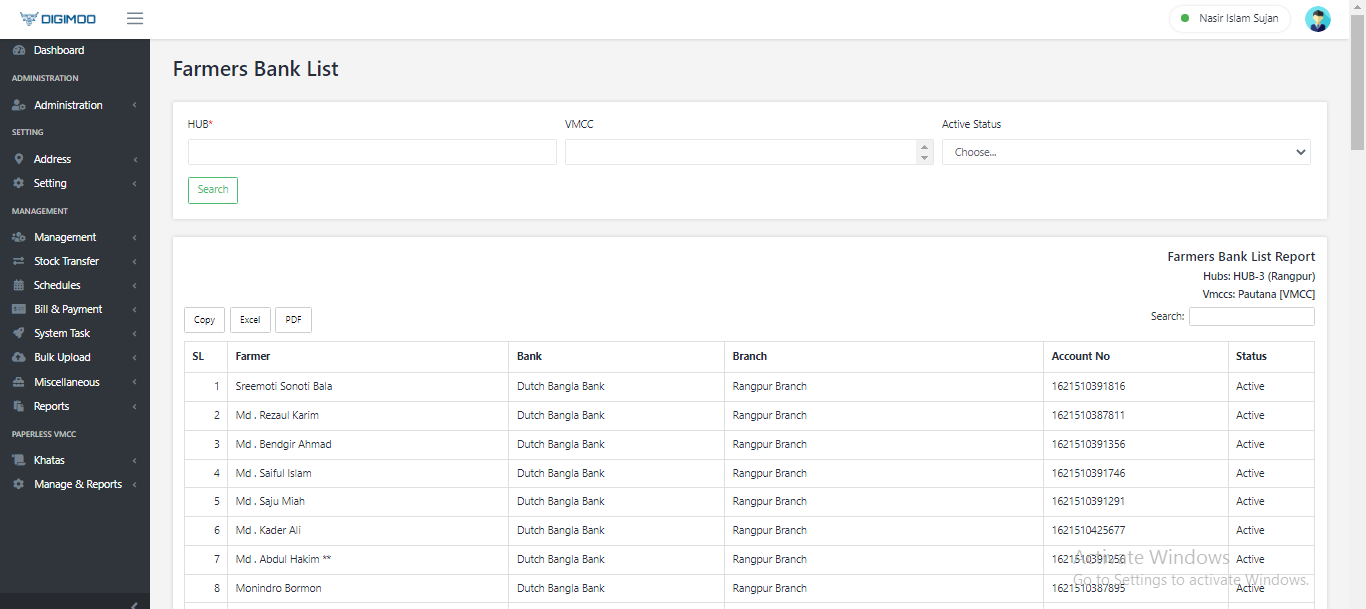 DIGIMOO
Nasir Islam Sujan
Dashboard
ADMINISTRATION
Administration
SETTING
Address
Setting
MANAGEMENT
Management
Stock Transfer
Schedules
Bill & Payment
System Task
Bulk Upload
Miscellaneous
Reports
PAPERLESS VMCC
Khatas
Manage & Reports
Farmers Bank List
HUB* VMCC Active Status
Choose...
Search
Farmers Bank List Report
Hubs: HUB-3 (Rangpur)
Vmccs: Pautana [VMCC]
Copy Excel PDF Search:
SL Farmer Bank Branch Account No Status
1 Sreemoti Sonoti Bala Dutch Bangla Bank Rangpur Branch 1621510391816 Active
2 Md . Rezaul Karim Dutch Bangla Bank Rangpur Branch 1621510387811 Active
3 Md . Bendgir Ahmad Dutch Bangla Bank Rangpur Branch 1621510391356 Active
4 Md . Saiful Islam Dutch Bangla Bank Rangpur Branch 1621510391746 Active
5 Md . Saju Miah Dutch Bangla Bank Rangpur Branch 1621510391291 Active
6 Md . Kader Ali Dutch Bangla Bank Rangpur Branch 1621510425677 Active
7 Md . Abdul Hakim ** Dutch Bangla Bank Rangpur Branch Active
8 Monindro Bormon Dutch Bangla Bank Rangpur Branch 1621510387895 Active
Activate Windows
Go to Settings to activate Windows.